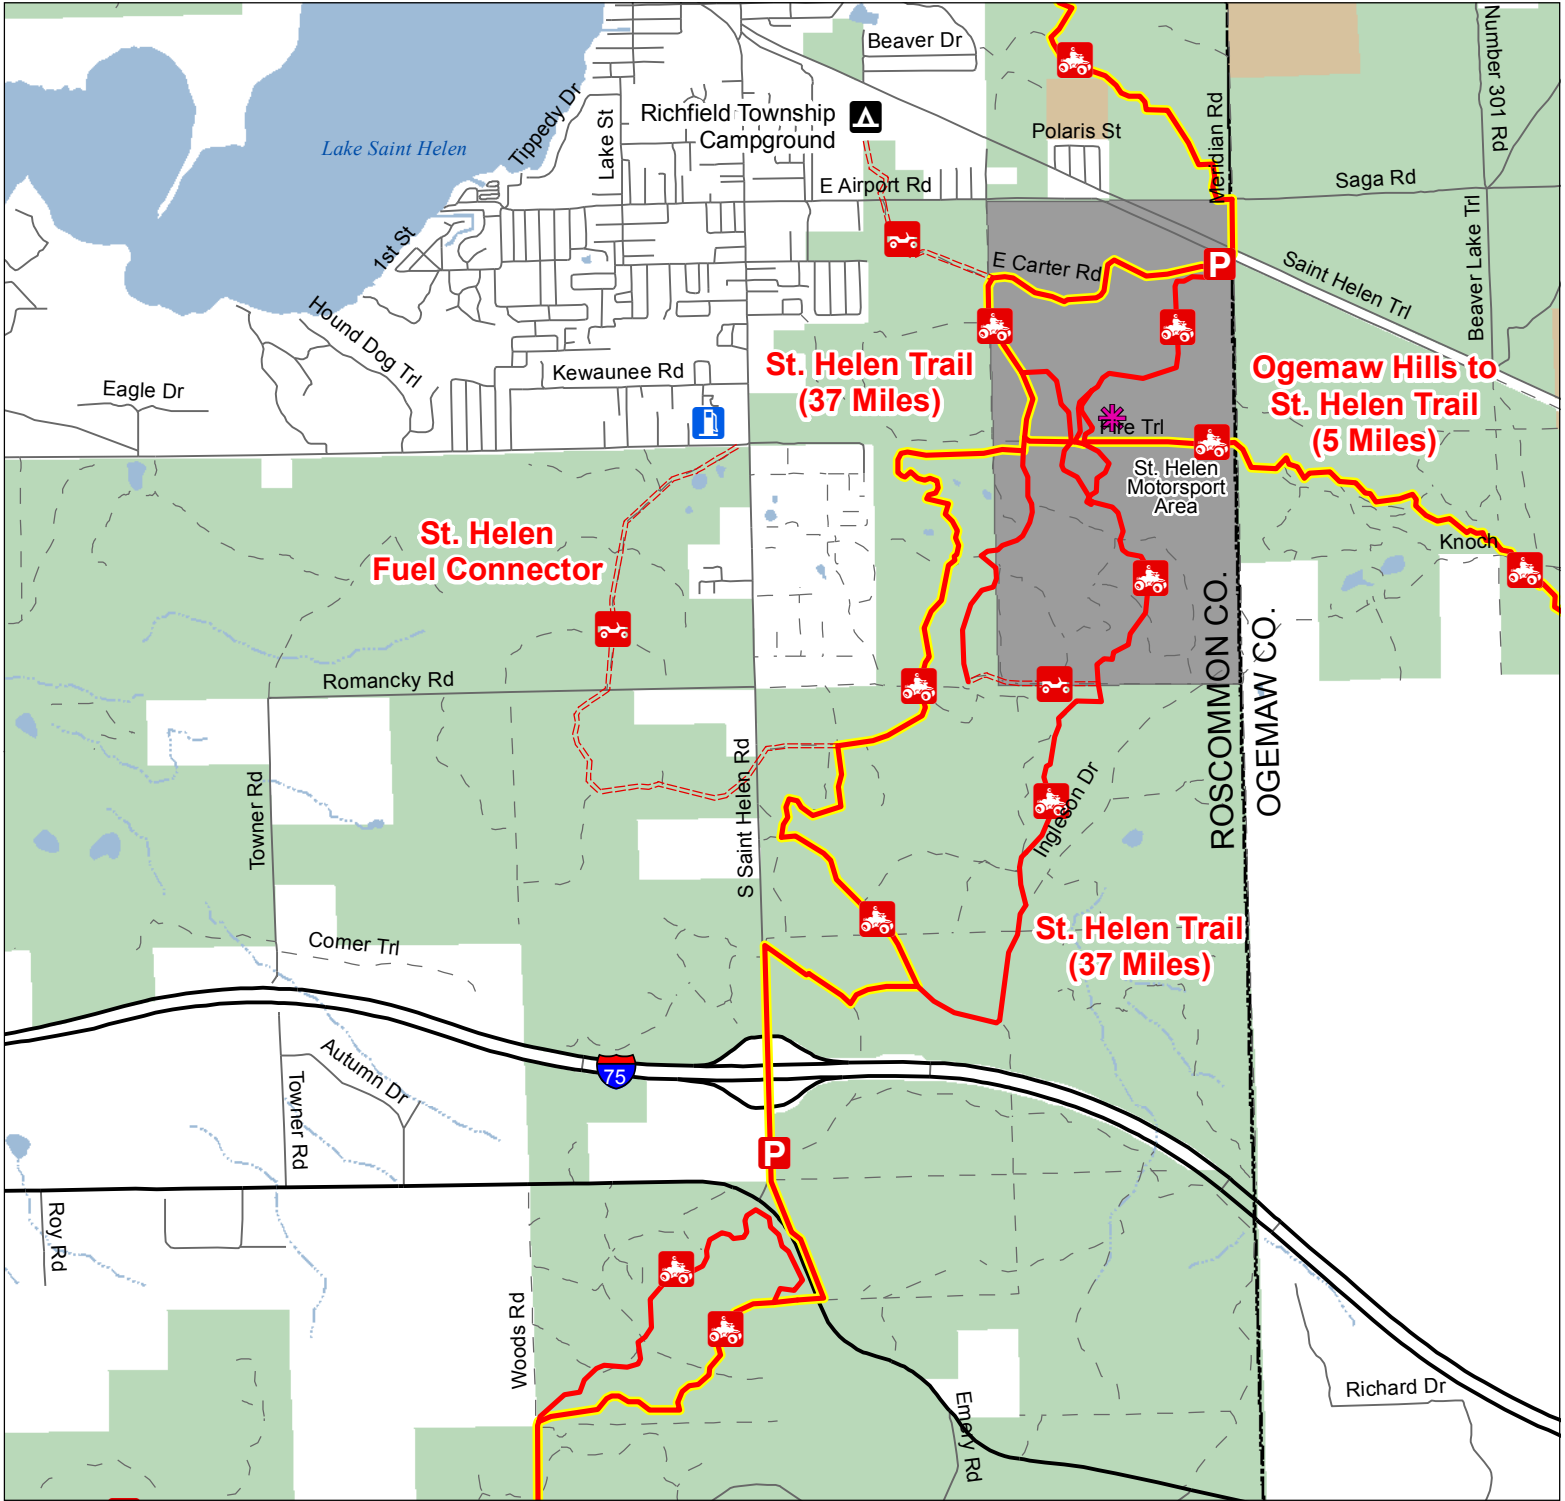 Beaver Dr
Number 301 Rd
Richfield Township
Campground
Polaris St
Lake Saint Helen
Tippedy Dr
Lake St
Meridian Rd
E Airport Rd
Saga Rd
Beaver Lake Trl
1st St
E Carter Rd
P
Saint Helen Trl
Hound Dog Trl
Kewaunee Rd
Eagle Dr
St. Helen Trail
(37 Miles)
Ogemaw Hills to
St. Helen Trail
(5 Miles)
Fire Trl
St. Helen
Motorsport
Area
Knoch
St. Helen
Fuel Connector
Romancky Rd
ROSCOMMON CO.
OGEMAW CO.
Towner Rd
S Saint Helen Rd
Ingleson Dr
St. Helen Trail
(37 Miles)
Comer Trl
75
Autumn Dr
Towner Rd
P
Roy Rd
Woods Rd
Emery Rd
Richard Dr